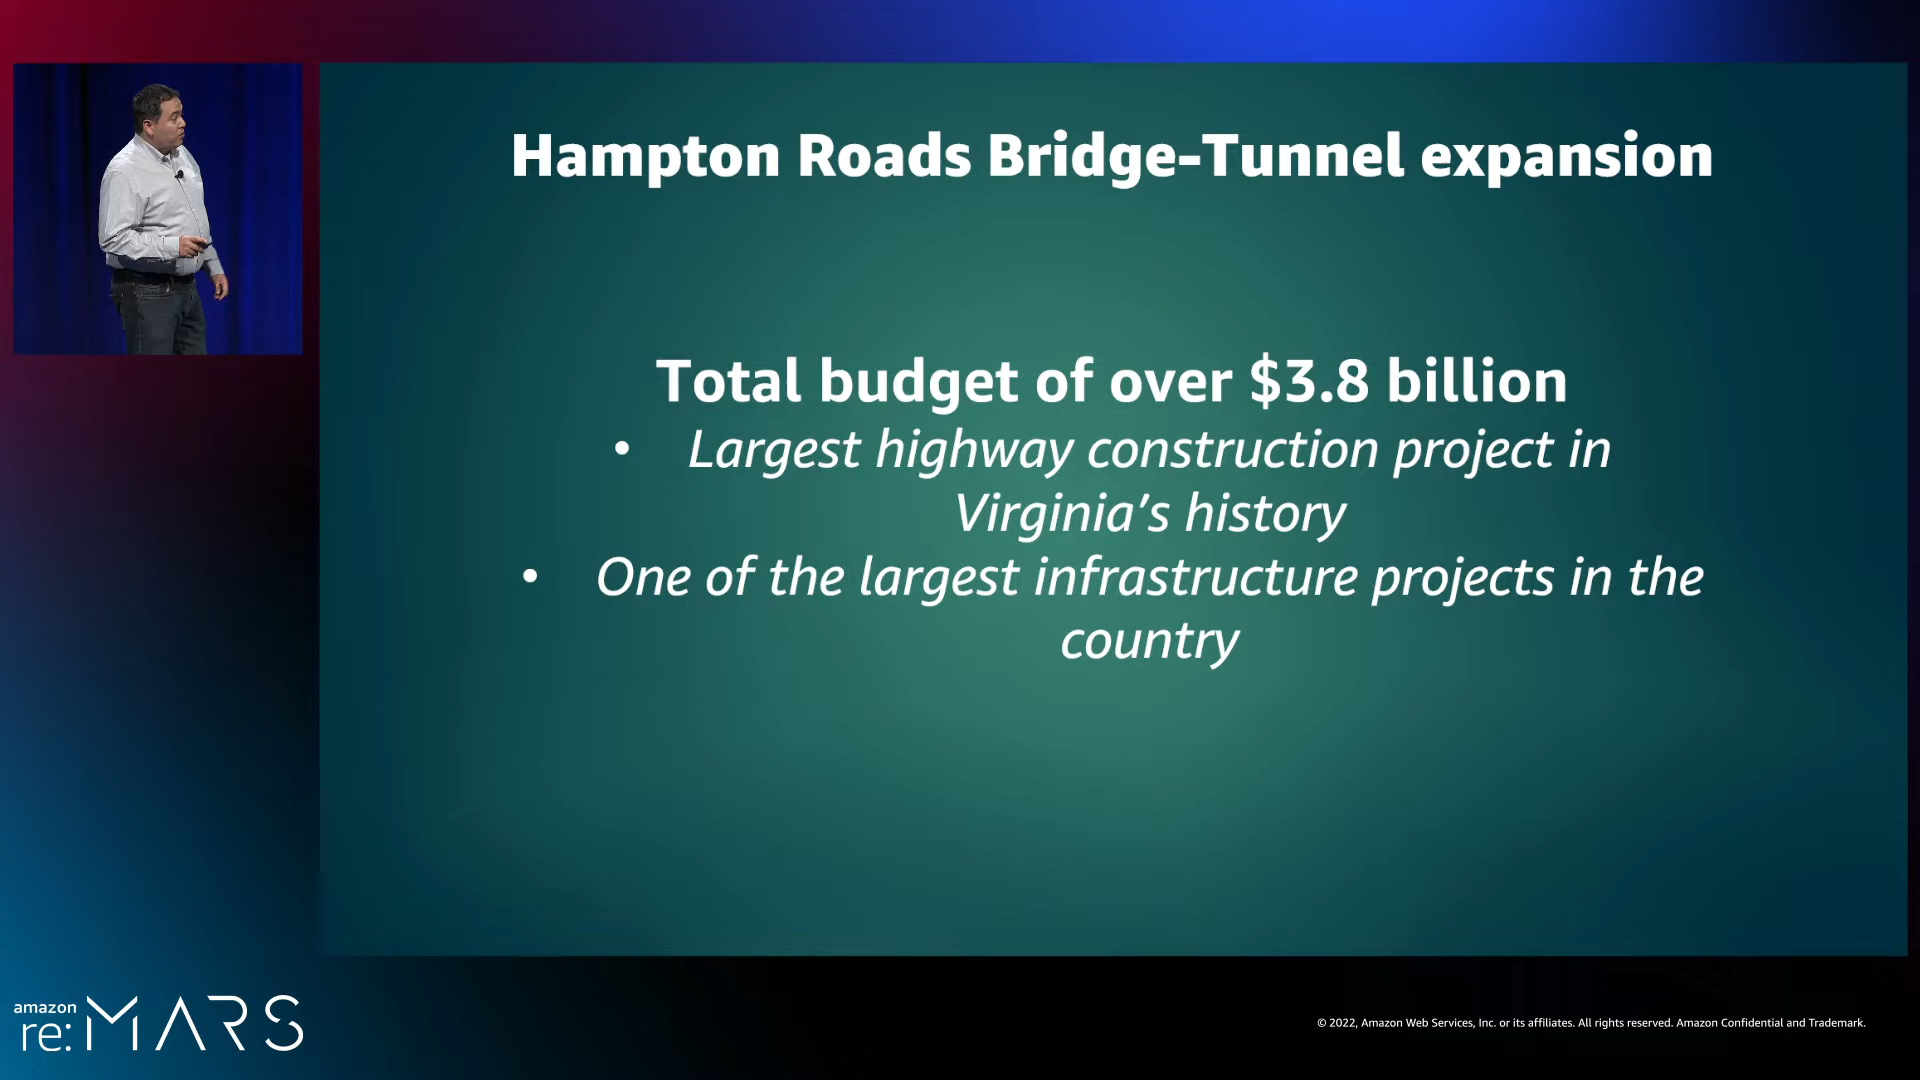 Hampton Roads Bridge-Tunnel expansion
Total budget of over $3.8 billion
• Largest highway construction project in
Virginia's history
• One of the largest infrastructure projects in the
country
amazon
re:MARS
© 2022, Amazon Web Services, Inc. or its affiliates. All rights reserved. Amazon Confidential and Trademark.